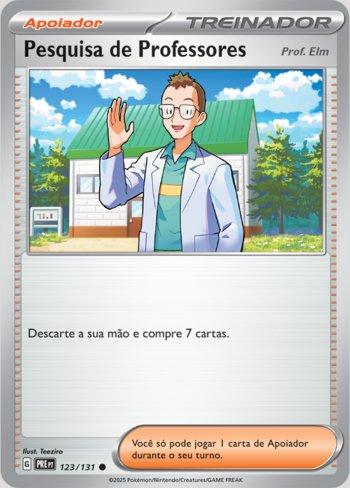 Apoiador
TREINADOR
Pesquisa de Professores
Prof. Elm
Descarte a sua mão e compre 7 cartas.
Ilust. Teeziro
G PRE PT 123/131
Você só pode jogar 1 carta de Apoiador
durante o seu turno.
©2025 Pokémon/Nintendo/Creatures/GAME FREAK